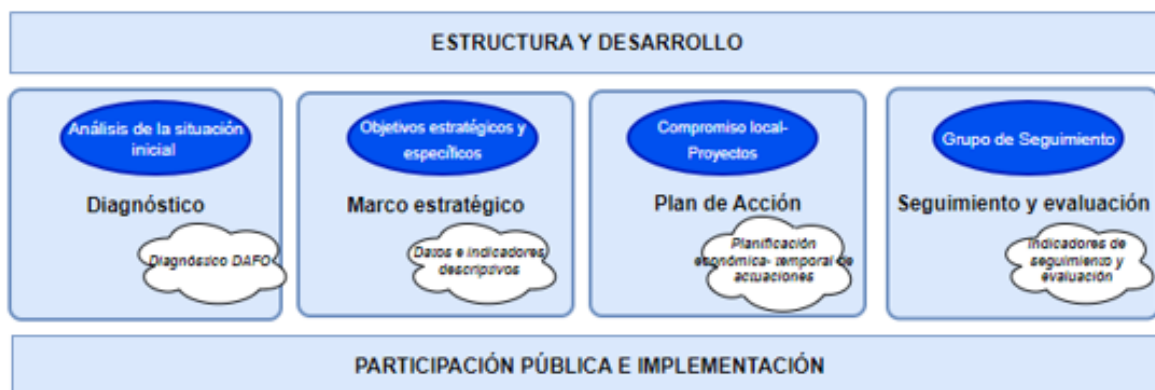 ESTRUCTURA Y DESARROLLO
Análisis de la situación
inicial
Diagnóstico
Diagnóstico DAFO
Objetivos estratégicos y
específicos
Marco estratégico
Datos e indicadores
descriptivos
Compromiso local-
Proyectos
Plan de Acción
Planificación
económica- temporal de
actuaciones
Grupo de Seguimiento
Seguimiento y evaluación
Indicadores de
seguimiento y
evaluación
PARTICIPACIÓN PÚBLICA E IMPLEMENTACIÓN